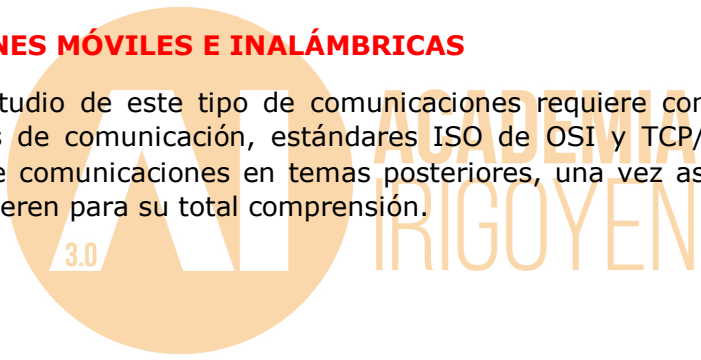 NES MÓVILES E INALÁMBRICAS
tudio de este tipo de comunicaciones requiere con
s de comunicación, estándares ISO de OSI y TCP/
e comunicaciones en temas posteriores, una vez as
ieren para su total comprensión.
AI
3.0
ACADEMIA
IRIGOYEN